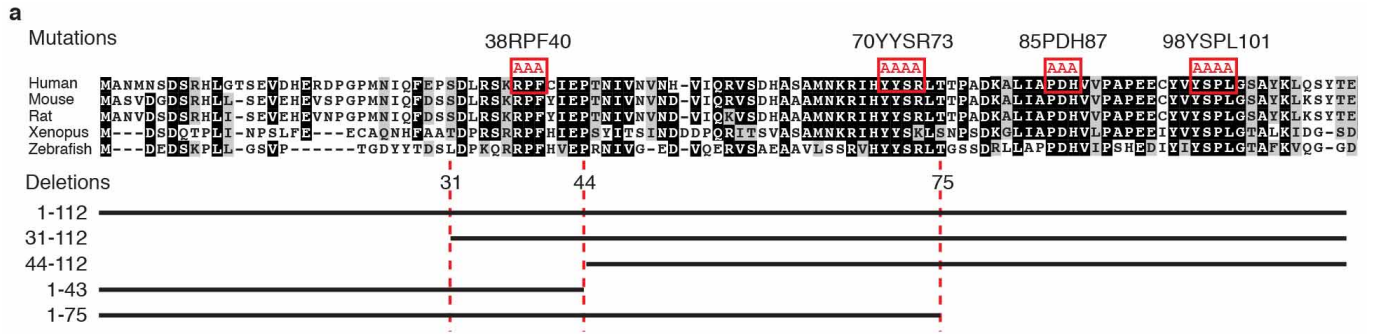 a
Mutations 38RPF40 70YYSR73 85PDH87 98YSPL101
AAA AAAA AAA AAAA
Human MANMNSDSRHLGTSEVDHERDPGPMNIQFEPSDLRSKRPFCIEPTNIVNVNH-VIQRVSDHASAMNKRIHYYSRLTTPADKALIAPDHVVPAPEECYVYSPLGSAYKLQSYTE
Mouse MASVDGDSRHLL-SEVEHEVSPGPMNIQFDSSDLRSKRPFYIEPTNIVNVND-VIQRVSDHASAMNKRIHYYSRLTTPADKALIAPDHVVPAPEECYVYSPLGSAYKLKSYTE
Rat MANSDGDSRHLL-SEVEHEVNPGPMNIQFDSSDLRSKRPFYIEPTNIVNVND-VIQKVSDHAAAMNKRIHYYSRLTTPADKALIAPDHVVPAPEECYVYSPLGSAYKLKSYTE
Xenopus M---DSDQTPLI-NPSLFE---ECAQNHFAATDPRSRRPFHIEPSYITSINDDDPQRITSVASAMNKRIHYYSKLSNPSDKGLIAPDHVLPAPEEIYVYSPLGTALKIDG-SD
Zebrafish M---DEDSKPLL-GSVP------TGDYYTDSLDPKQRRPFHVEPRNIVG-ED-VQERVSAEAAVLSSRVHYYSRLTGSSDRLLAPPDHVIPSHEDIYIYSPLGTAFKVQG-GD
Deletions 31 44 75
1-112
31-112
44-112
1-43
1-75